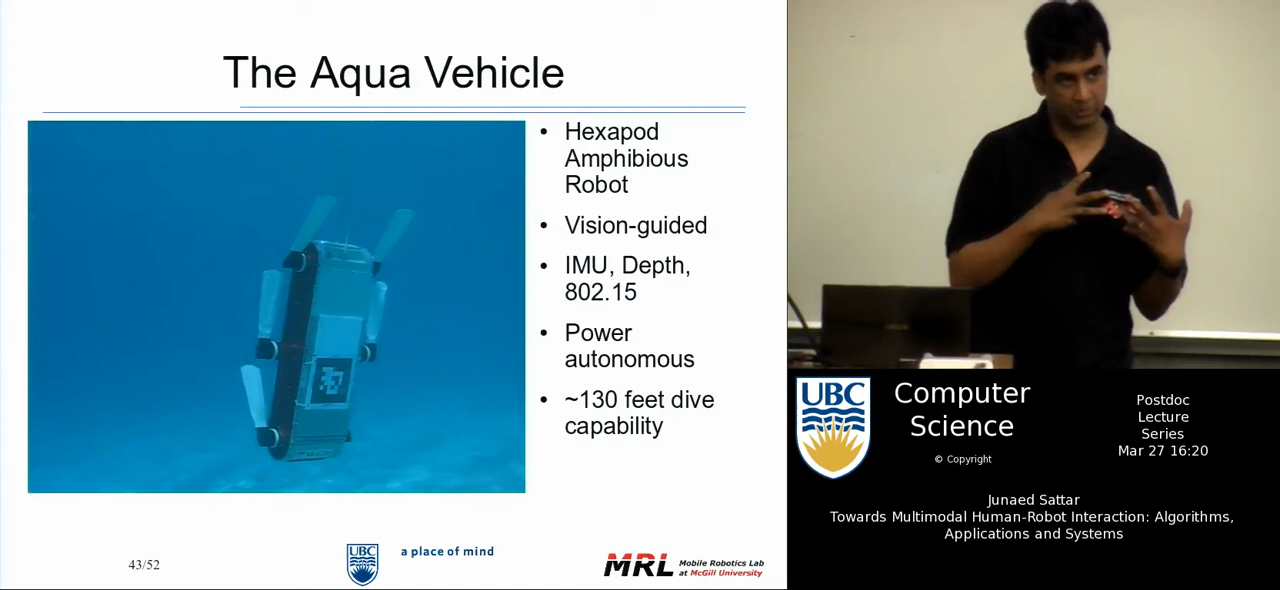 The Aqua Vehicle
• Hexapod
Amphibious
Robot
• Vision-guided
• IMU, Depth,
802.15
• Power
autonomous
• ~130 feet dive
capability
43/52
UBC
a place of mind
MRL
Mobile Robotics Lab
at McGill University
UBC
Computer
Science
© Copyright
Postdoc
Lecture
Series
Mar 27 16:20
Junaed Sattar
Towards Multimodal Human-Robot Interaction: Algorithms,
Applications and Systems